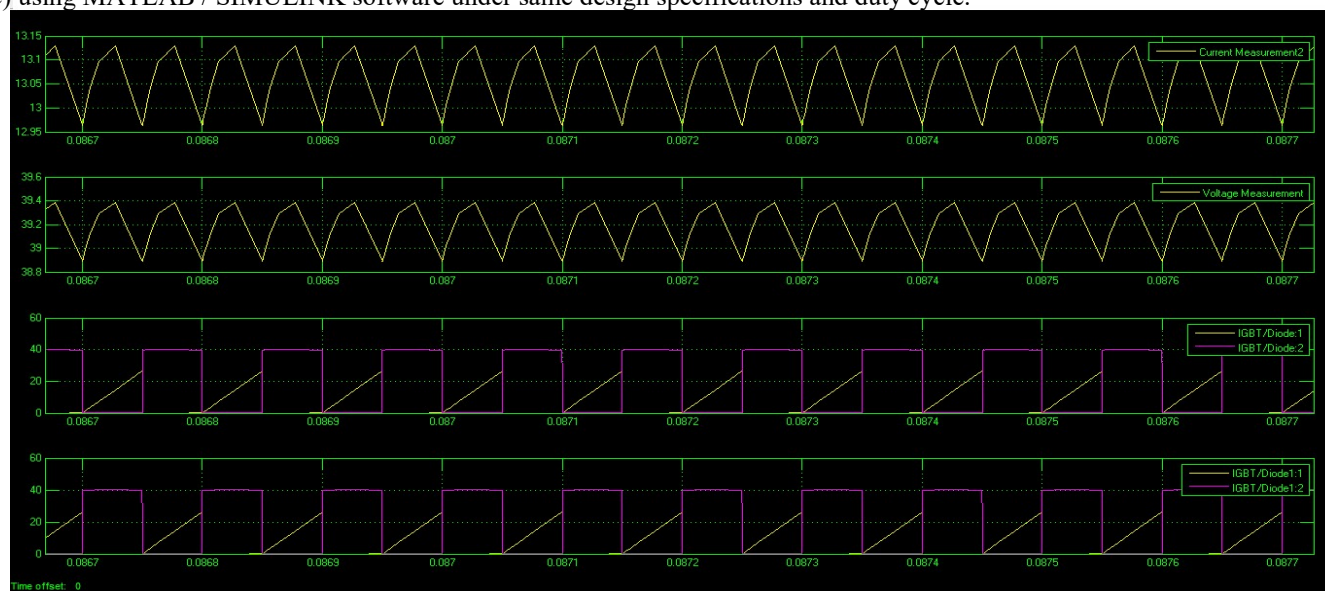 ) using MATLAB / SIMULINK software under same design specifications and duty cycle.
13.15
13.1
13.05
13
12.95
Current Measurement2
0.0867 0.0868 0.0869 0.087 0.0871 0.0872 0.0873 0.0874 0.0875 0.0876 0.0877
39.6
39.4
39.2
39
38.8
Voltage Measurement
0.0867 0.0868 0.0869 0.087 0.0871 0.0872 0.0873 0.0874 0.0875 0.0876 0.0877
60
40
20
0
IGBT/Diode:1
IGBT/Diode:2
0.0867 0.0868 0.0869 0.087 0.0871 0.0872 0.0873 0.0874 0.0875 0.0876 0.0877
60
40
20
0
IGBT/Diode1:1
IGBT/Diode1:2
0.0867 0.0868 0.0869 0.087 0.0871 0.0872 0.0873 0.0874 0.0875 0.0876 0.0877
Time offset: 0